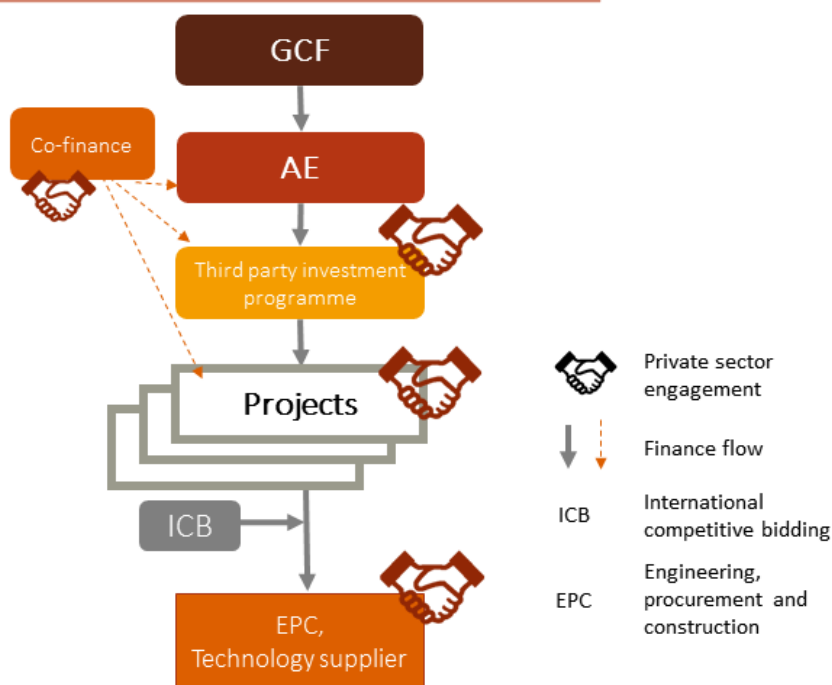 GCF
Co-finance
AE
Third party investment
programme
Projects
ICB
EPC,
Technology supplier
Private sector
engagement
Finance flow
ICB
International
competitive bidding
EPC
Engineering,
procurement and
construction